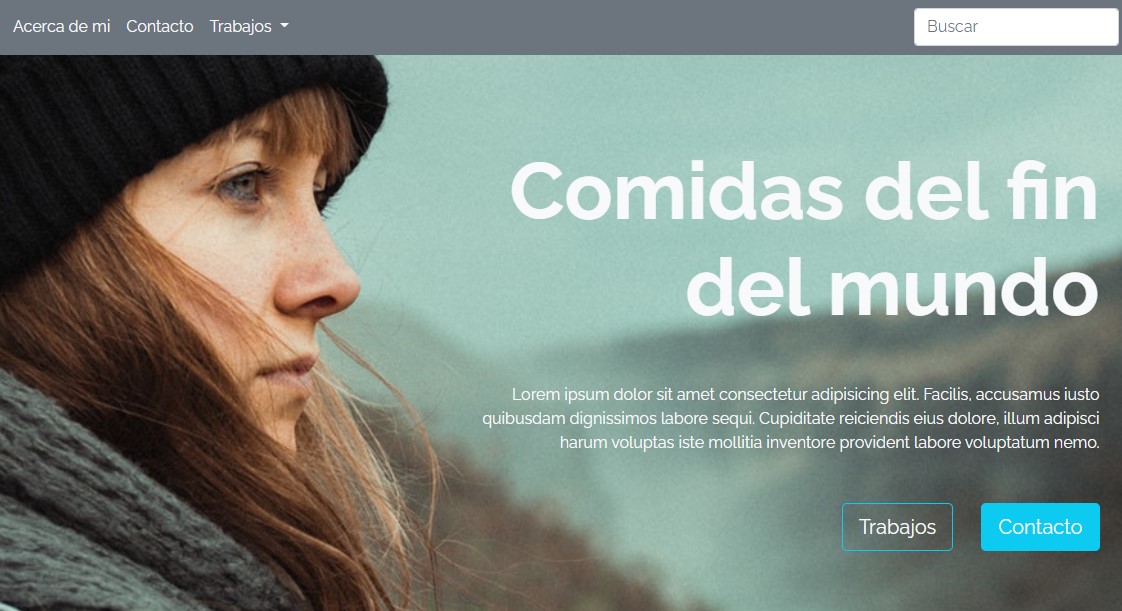 Acerca de mi Contacto Trabajos Buscar
Comidas del fin
del mundo
Lorem ipsum dolor sit amet consectetur adipisicing elit. Facilis, accusamus iusto
quibusdam dignissimos labore sequi. Cupiditate reiciendis eius dolore, illum adipisci
harum voluptas iste mollitia inventore provident labore voluptatum nemo.
Trabajos Contacto